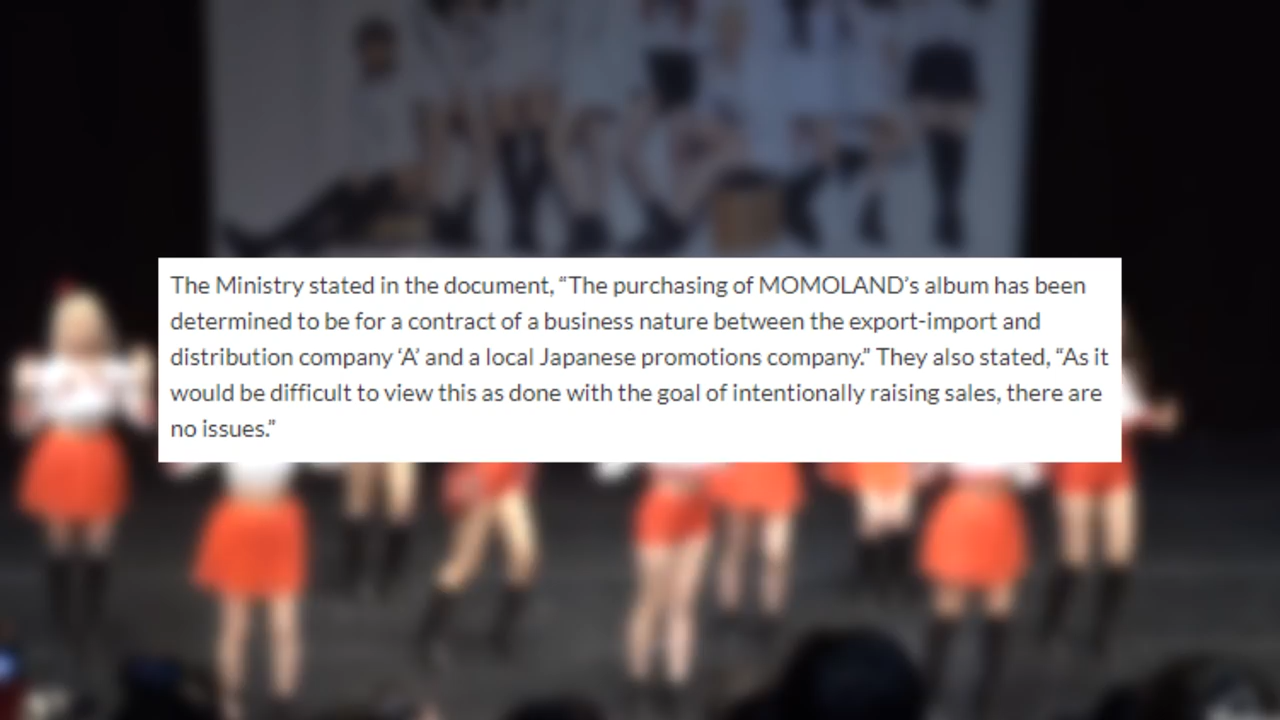 The Ministry stated in the document, “The purchasing of MOMOLAND’s album has been
determined to be for a contract of a business nature between the export-import and
distribution company ‘A’ and a local Japanese promotions company.” They also stated, “As it
would be difficult to view this as done with the goal of intentionally raising sales, there are
no issues.”